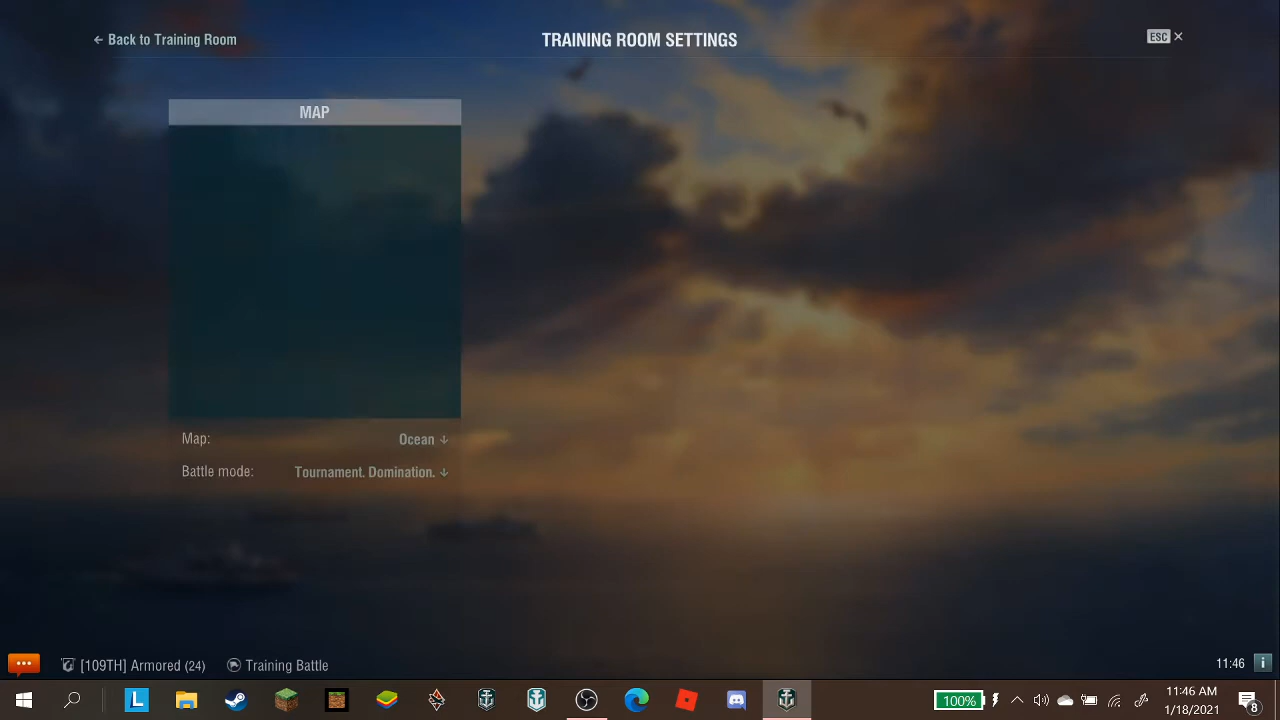 ← Back to Training Room
TRAINING ROOM SETTINGS
ESC ×
MAP
Map: Ocean ↓
Battle mode: Tournament. Domination. ↓
[109TH] Armored (24) Training Battle
11:46 i
L
100%
11:46 AM
1/18/2021
8